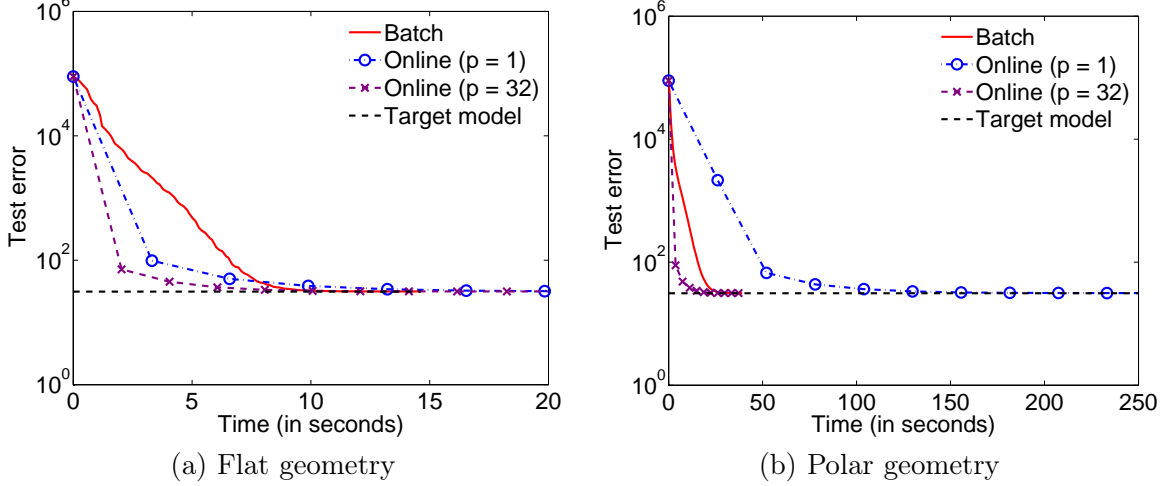 10^6
10^4
10^2
10^0
Test error
Batch
Online (p = 1)
Online (p = 32)
Target model
0 5 10 15 20
Time (in seconds)
(a) Flat geometry
10^6
10^4
10^2
10^0
Test error
Batch
Online (p = 1)
Online (p = 32)
Target model
0 50 100 150 200 250
Time (in seconds)
(b) Polar geometry